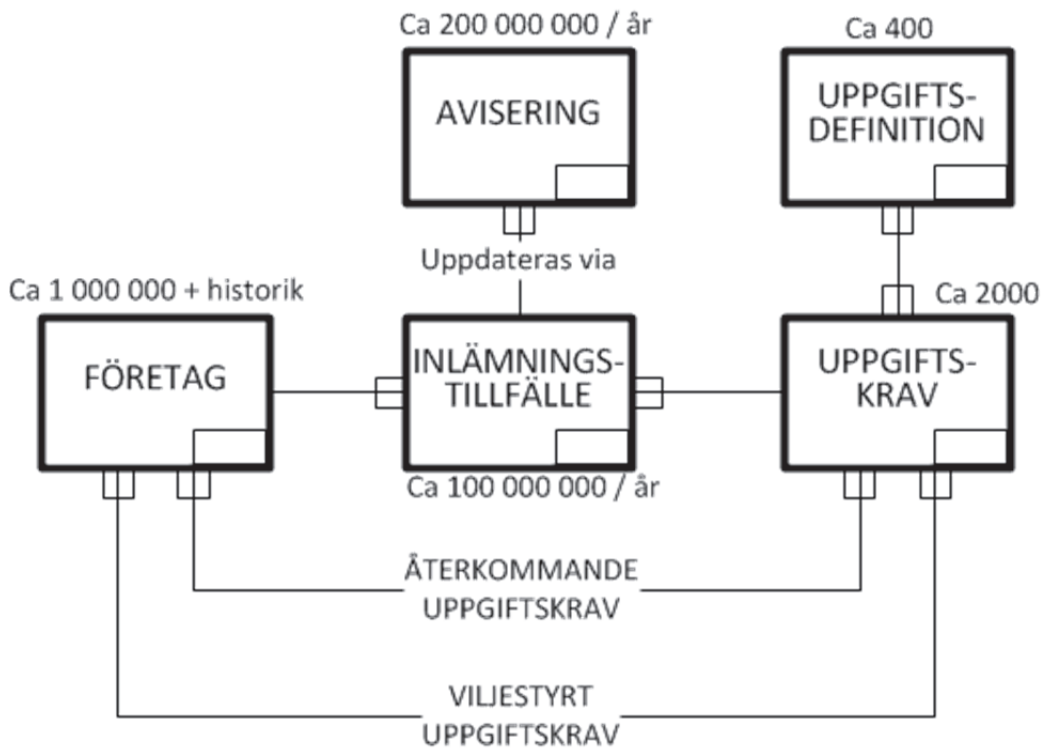 Ca 200 000 000 / år
Ca 400
AVISERING
UPPGIFTS-
DEFINITION
Uppdateras via
Ca 1 000 000 + historik
Ca 2000
FÖRETAG
INLÄMNINGS-
TILLFÄLLE
UPPGIFTS-
KRAV
Ca 100 000 000 / år
ÅTERKOMMANDE
UPPGIFTSKRAV
VILJESTYRT
UPPGIFTSKRAV